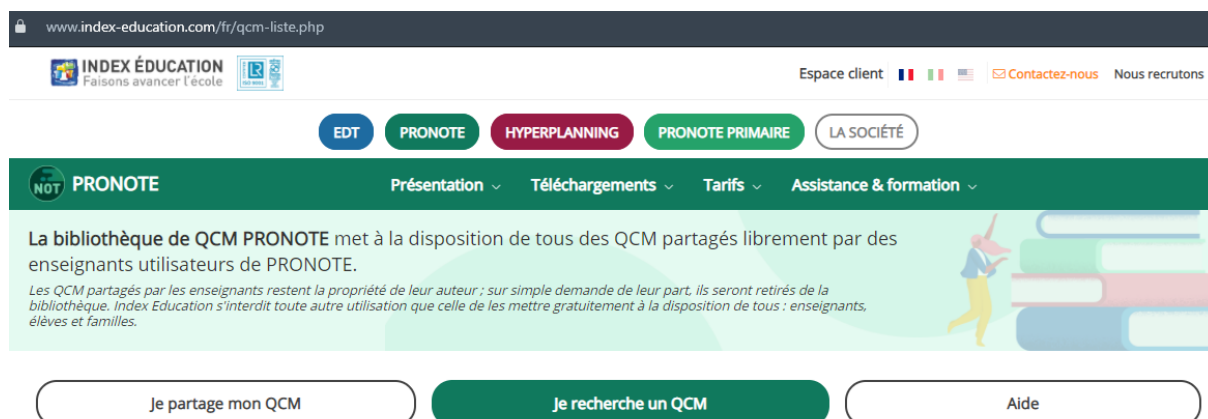 www.index-education.com/fr/qcm-liste.php
INDEX ÉDUCATION
Faisons avancer l'école
LR
ISO 9001
Espace client
Contactez-nous
Nous recrutons
EDT
PRONOTE
HYPERPLANNING
PRONOTE PRIMAIRE
LA SOCIÉTÉ
NOT
PRONOTE
Présentation
Téléchargements
Tarifs
Assistance & formation
La bibliothèque de QCM PRONOTE met à la disposition de tous des QCM partagés librement par des
enseignants utilisateurs de PRONOTE.
Les QCM partagés par les enseignants restent la propriété de leur auteur ; sur simple demande de leur part, ils seront retirés de la
bibliothèque. Index Education s'interdit toute autre utilisation que celle de les mettre gratuitement à la disposition de tous : enseignants,
élèves et familles.
Je partage mon QCM
Je recherche un QCM
Aide